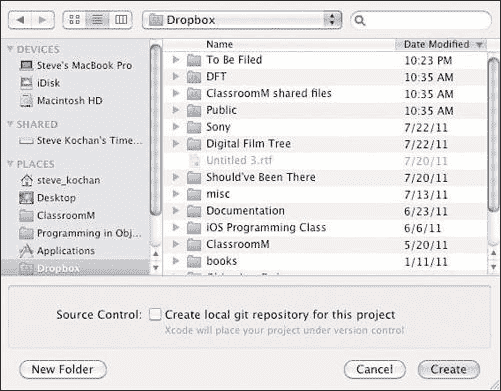 Dropbox
DEVICES
Steve's MacBook Pro
iDisk
Macintosh HD
SHARED
Steve Kochan's Time...
PLACES
steve_kochan
Desktop
ClassroomM
Programming in Obj...
Applications
Dropbox
Name Date Modified
To Be Filed 10:23 PM
DFT 10:35 AM
ClassroomM shared files 10:35 AM
Public 10:35 AM
Sony 7/22/11
Digital Film Tree 7/22/11
Untitled 3.rtf 7/20/11
Should've Been There 7/20/11
misc 7/13/11
Documentation 6/23/11
iOS Programming Class 6/6/11
ClassroomM 5/20/11
books 1/11/11
Source Control: Create local git repository for this project
Xcode will place your project under version control
New Folder Cancel Create